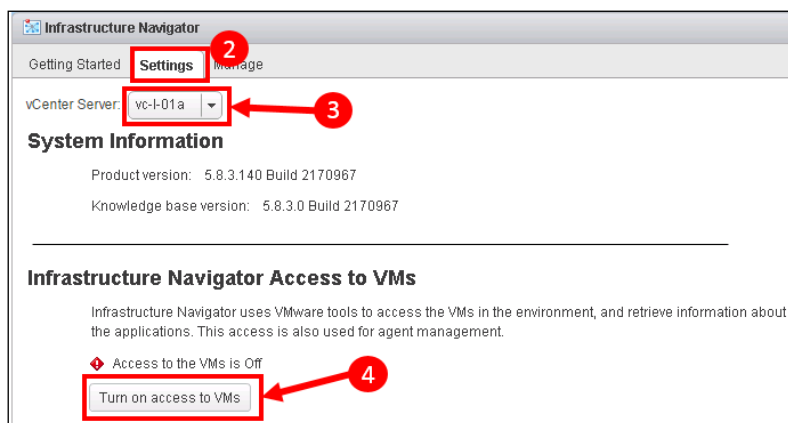 Infrastructure Navigator
2
Getting Started Settings Manage
vCenter Server: vc-l-01a
3
System Information
Product version: 5.8.3.140 Build 2170967
Knowledge base version: 5.8.3.0 Build 2170967
Infrastructure Navigator Access to VMs
Infrastructure Navigator uses VMware tools to access the VMs in the environment, and retrieve information about
the applications. This access is also used for agent management.
Access to the VMs is Off
4
Turn on access to VMs